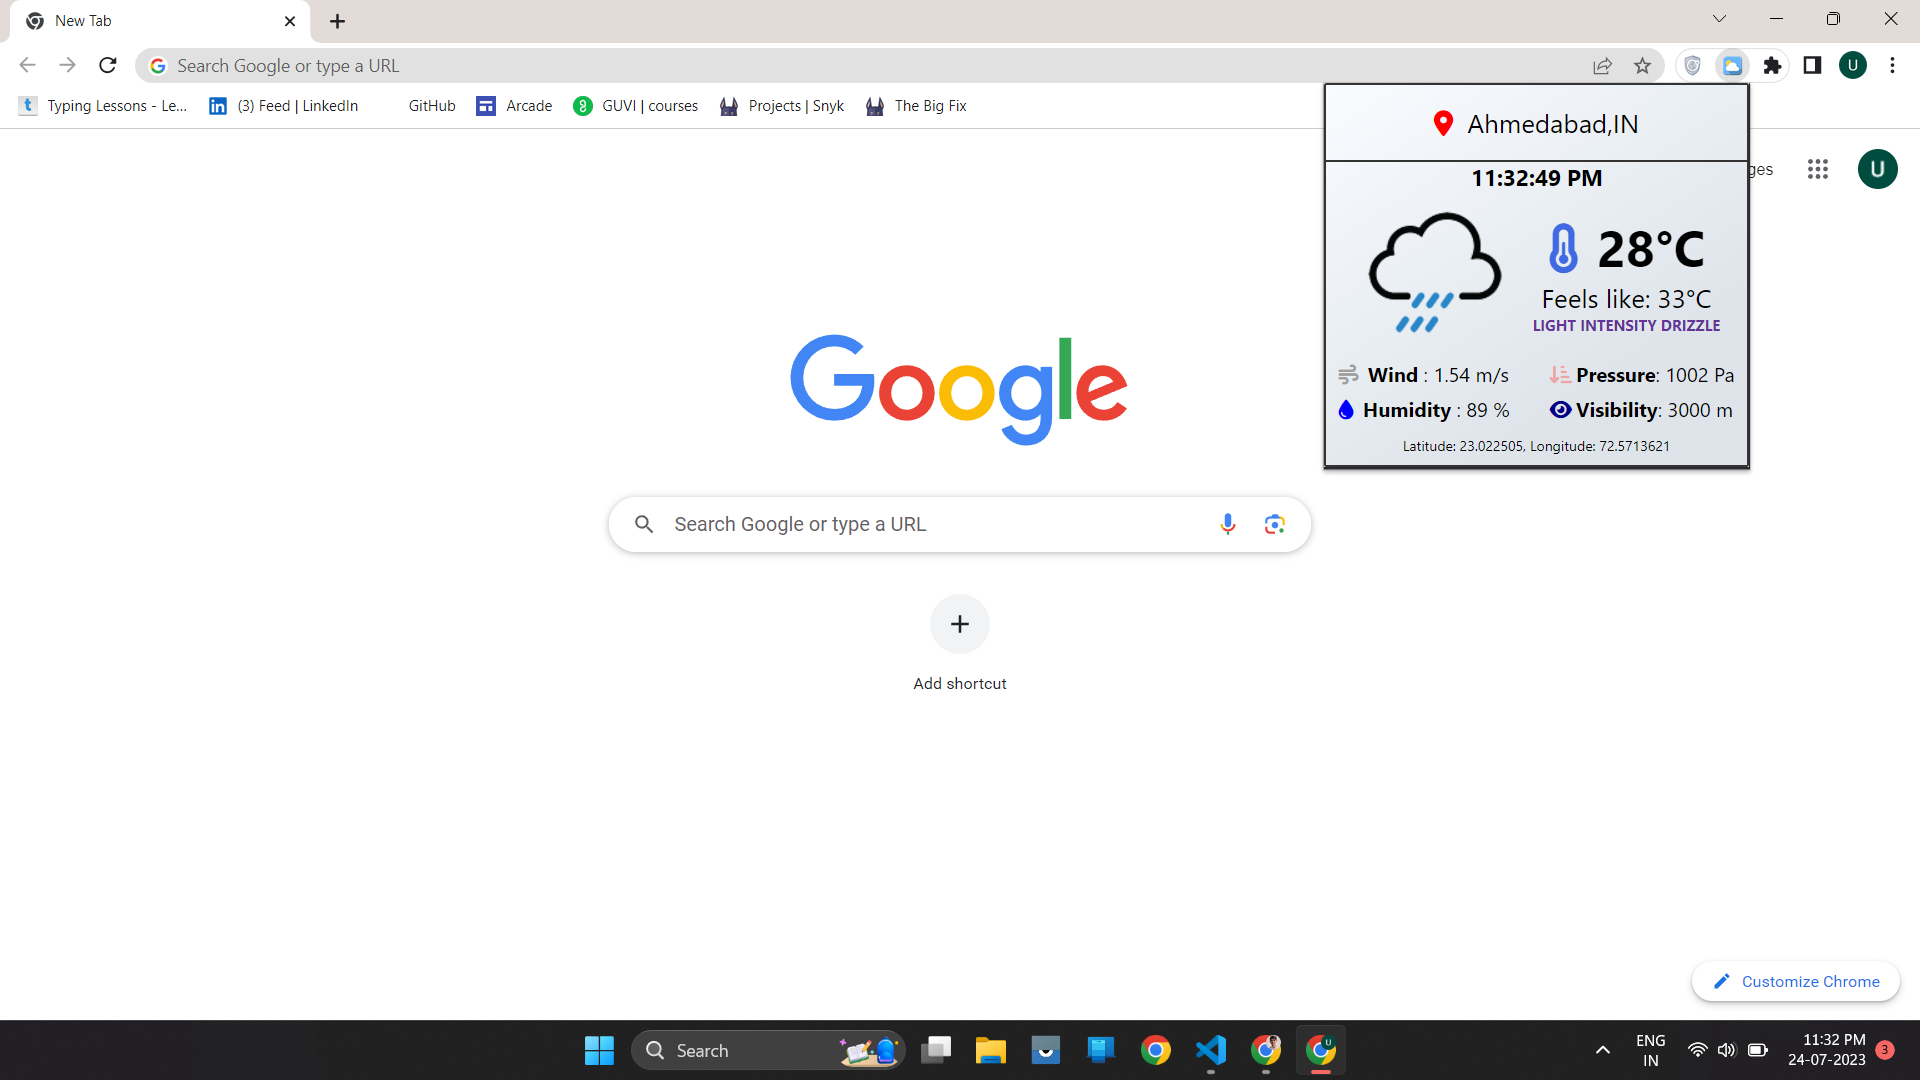 New Tab
Search Google or type a URL
Typing Lessons - Le...
(3) Feed | LinkedIn
GitHub
Arcade
GUVI | courses
Projects | Snyk
The Big Fix
U
Ahmedabad,IN
11:32:49 PM
28°C
Feels like: 33°C
LIGHT INTENSITY DRIZZLE
Wind : 1.54 m/s
Pressure: 1002 Pa
Humidity : 89 %
Visibility: 3000 m
Latitude: 23.022505, Longitude: 72.5713621
ges
U
Google
Search Google or type a URL
Add shortcut
Customize Chrome
Search
ENG
IN
11:32 PM
24-07-2023
3